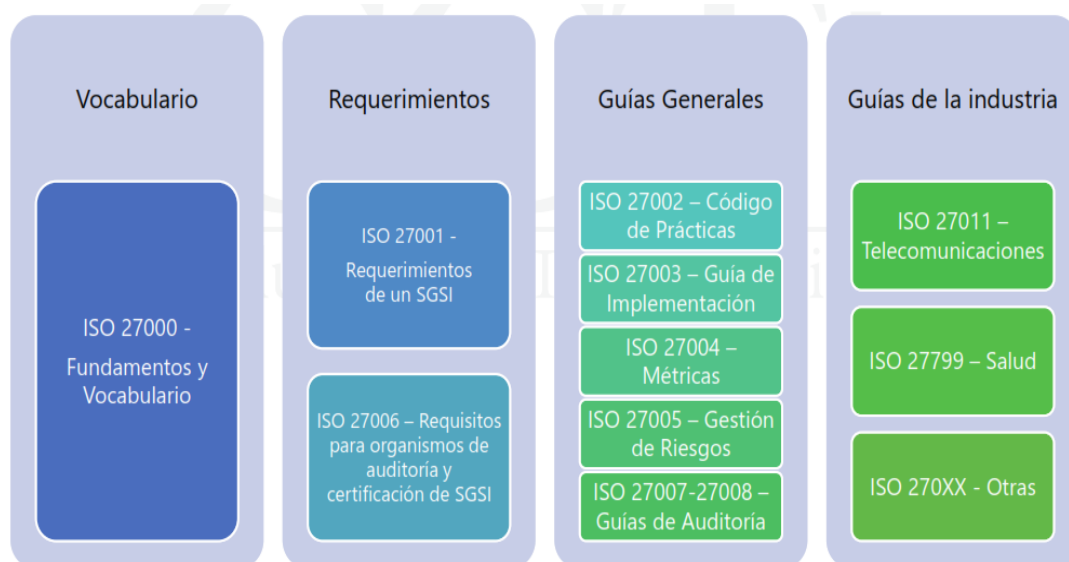 Vocabulario
ISO 27000 -
Fundamentos y
Vocabulario
Requerimientos
ISO 27001 -
Requerimientos
de un SGSI
ISO 27006 – Requisitos
para organismos de
auditoría y
certificación de SGSI
Guías Generales
ISO 27002 – Código
de Prácticas
ISO 27003 – Guía de
Implementación
ISO 27004 –
Métricas
ISO 27005 – Gestión
de Riesgos
ISO 27007-27008 –
Guías de Auditoría
Guías de la industria
ISO 27011 –
Telecomunicaciones
ISO 27799 – Salud
ISO 270XX - Otras